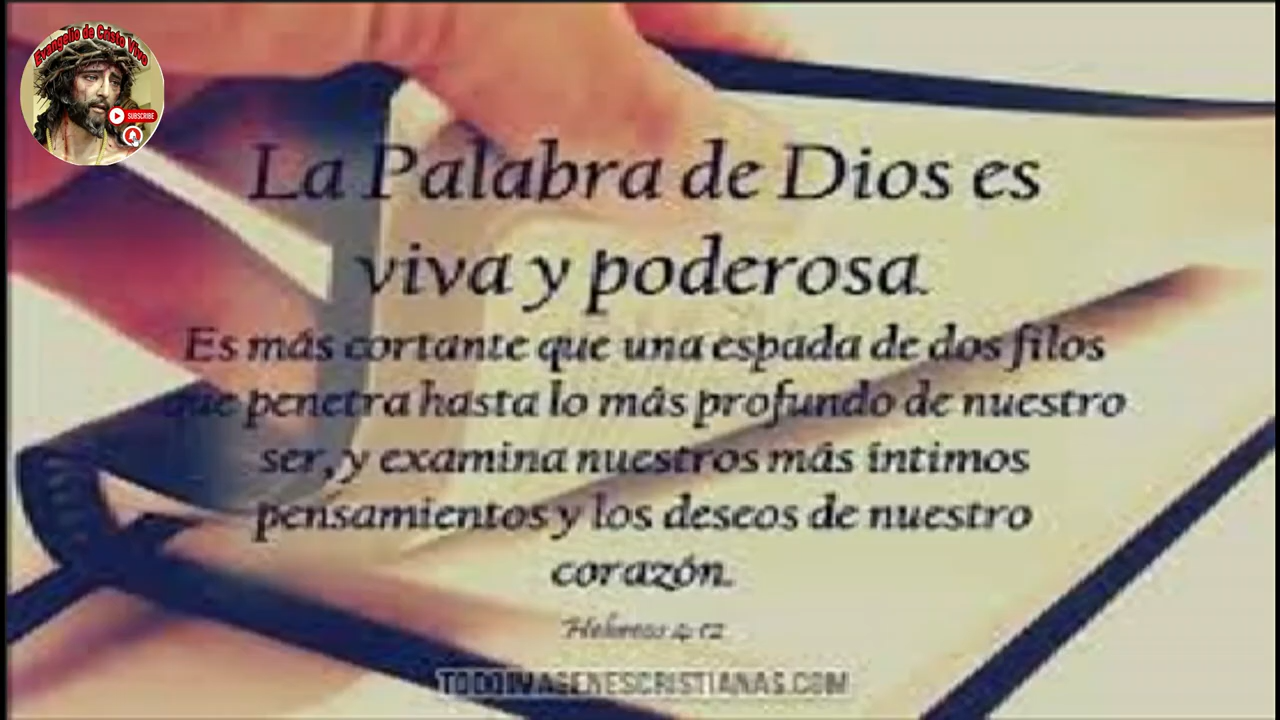 Evangelio de Cristo Vivo
SUBSCRIBE
La Palabra de Dios es
viva y poderosa.
Es más cortante que una espada de dos filos
que penetra hasta lo más profundo de nuestro
ser, y examina nuestros más íntimos
pensamientos y los deseos de nuestro
corazón.
Hebreos 4:12
TODOIMAGENESCRISTIANAS.COM